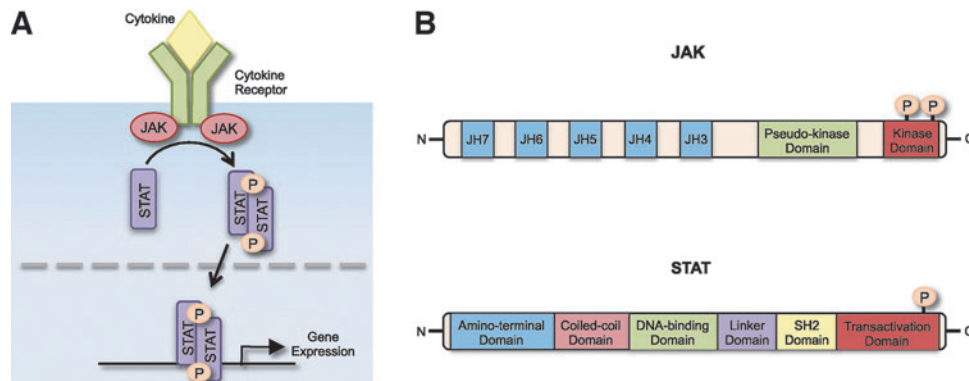 A
Cytokine
Cytokine
Receptor
JAK
JAK
STAT
STAT
P
STAT
P
STAT
P
STAT
P
Gene
Expression
B
JAK
P
P
N
JH7
JH6
JH5
JH4
JH3
Pseudo-kinase
Domain
Kinase
Domain
C
STAT
P
N
Amino-terminal
Domain
Coiled-coil
Domain
DNA-binding
Domain
Linker
Domain
SH2
Domain
Transactivation
Domain
C